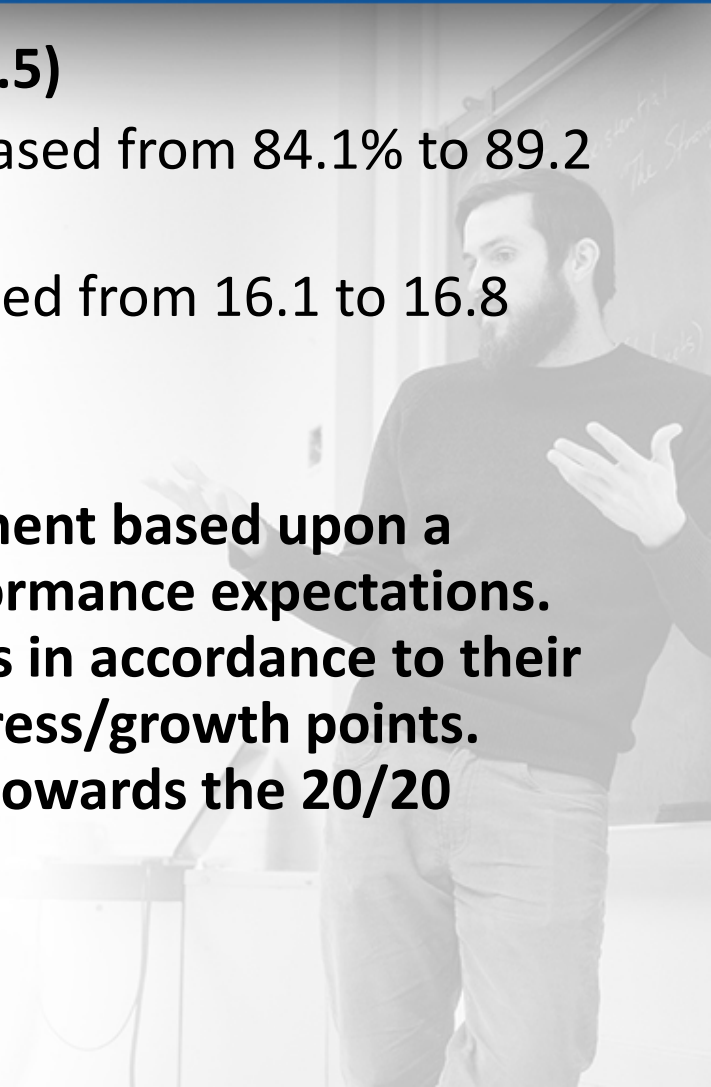 .5)
ased from 84.1% to 89.2
ed from 16.1 to 16.8
nent based upon a
ormance expectations.
s in accordance to their
ress/growth points.
owards the 20/20